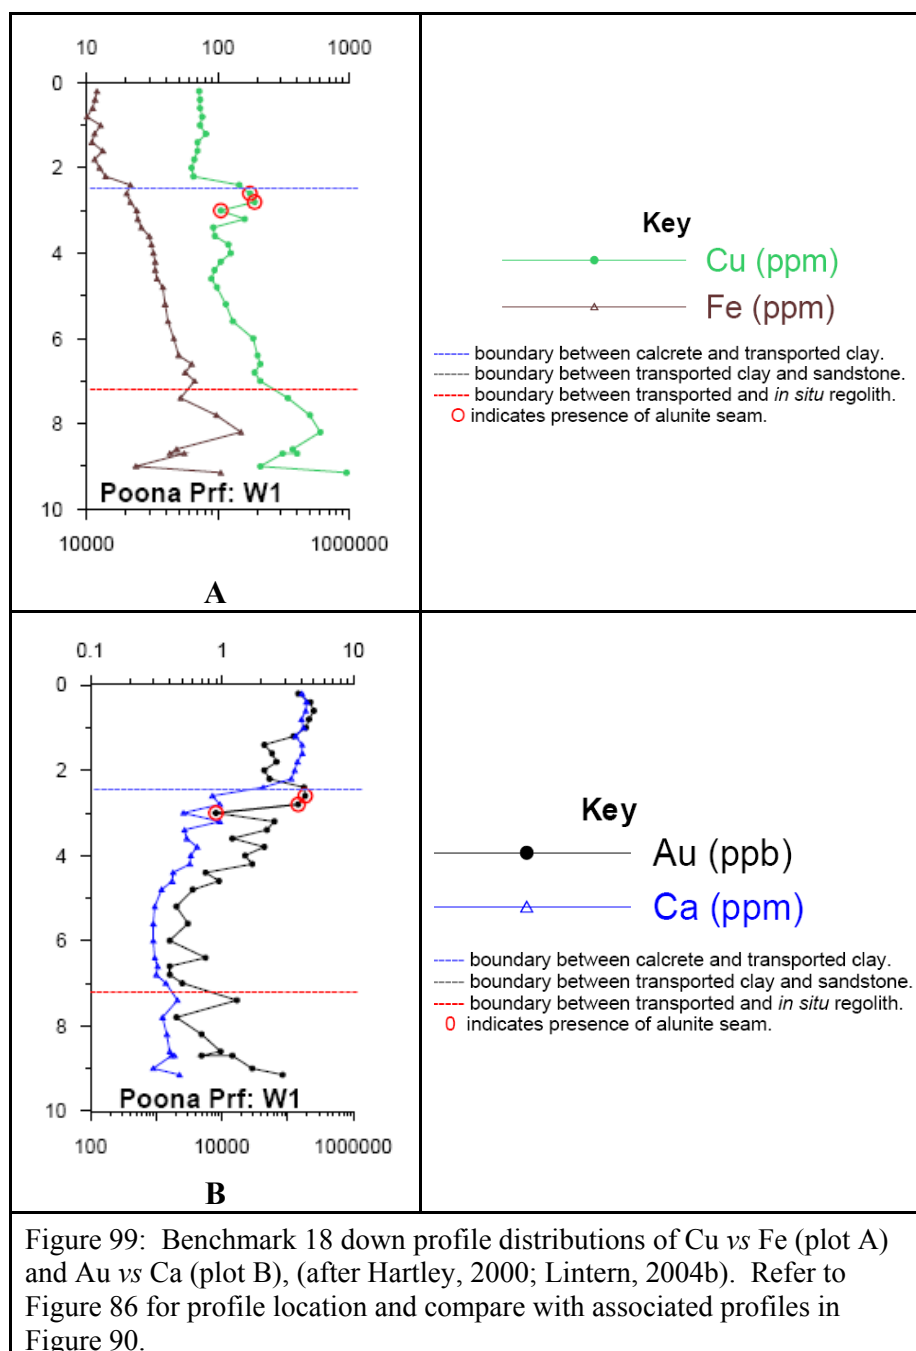 10 100 1000
0
2
4
6
8
10
Poona Prf: W1
10000 1000000
A
Key
Cu (ppm)
Fe (ppm)
boundary between calcrete and transported clay.
boundary between transported clay and sandstone.
boundary between transported and in situ regolith.
indicates presence of alunite seam.
0.1 1 10
0
2
4
6
8
10
Poona Prf: W1
100 10000 1000000
B
Key
Au (ppb)
Ca (ppm)
boundary between calcrete and transported clay.
boundary between transported clay and sandstone.
boundary between transported and in situ regolith.
0 indicates presence of alunite seam.
Figure 99: Benchmark 18 down profile distributions of Cu vs Fe (plot A)
and Au vs Ca (plot B), (after Hartley, 2000; Lintern, 2004b). Refer to
Figure 86 for profile location and compare with associated profiles in
Figure 90.